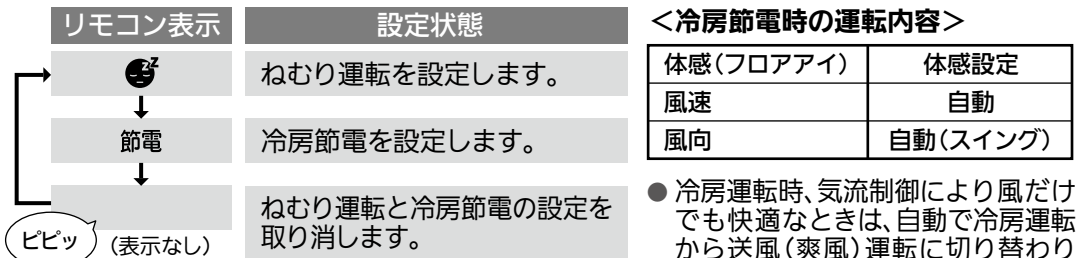 リモコン表示
設定状態
zz
ねむり運転を設定します。
節電
冷房節電を設定します。
ピピッ
(表示なし)
ねむり運転と冷房節電の設定を
取り消します。
＜冷房節電時の運転内容＞
体感(フロアアイ) 体感設定
風速 自動
風向 自動(スイング)
● 冷房運転時、気流制御により風だけ
でも快適なときは、自動で冷房運転
から送風(爽風)運転に切り替わり